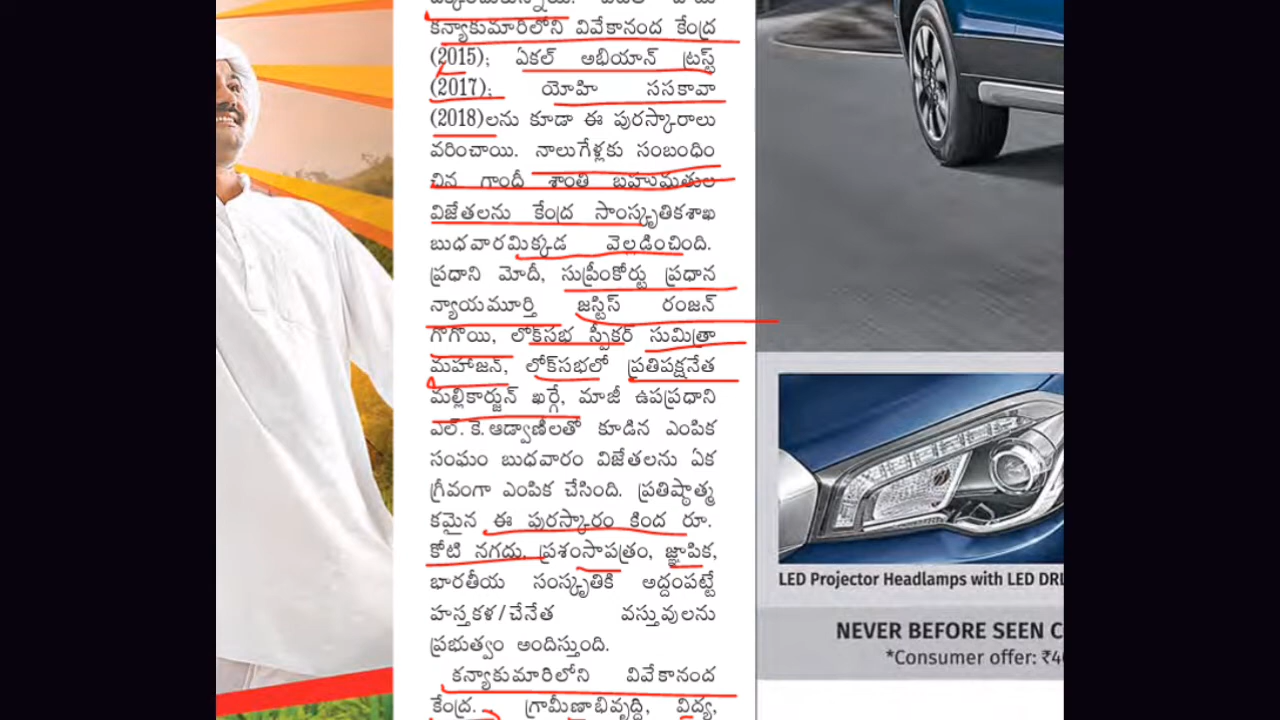 కన్యాకుమారిలోని వివేకానంద కేంద్ర
(2015); ఏకల్ అభియాన్ ట్రస్ట్
(2017); యోహి ససకావా
(2018)లను కూడా ఈ పురస్కారాలు
వరించాయి. నాలుగేళ్లకు సంబంధిం
చిన గాంధీ శాంతి బహుమతుల
విజేతలను కేంద్ర సాంస్కృతికశాఖ
బుధవారమిక్కడ వెల్లడించింది.
ప్రధాని మోదీ, సుప్రీంకోర్టు ప్రధాన
న్యాయమూర్తి జస్టిస్ రంజన్
గొగొయి, లోక్‌సభ స్పీకర్ సుమిత్రా
మహాజన్, లోక్‌సభలో ప్రతిపక్షనేత
మల్లికార్జున్ ఖర్గే, మాజీ ఉపప్రధాని
ఎల్.కె.ఆడ్వాణీలతో కూడిన ఎంపిక
సంఘం బుధవారం విజేతలను ఏక
గ్రీవంగా ఎంపిక చేసింది. ప్రతిష్ఠాత్మ
కమైన ఈ పురస్కారం కింద రూ.
కోటి నగదు, ప్రశంసాపత్రం, జ్ఞాపిక,
భారతీయ సంస్కృతికి అద్దంపట్టే
హస్తకళ/చేనేత వస్తువులను
ప్రభుత్వం అందిస్తుంది.
కన్యాకుమారిలోని వివేకానంద
కేంద్ర. గ్రామీణాభివృద్ధి, విద్య,
LED Projector Headlamps with LED DRL
NEVER BEFORE SEEN C
*Consumer offer: ₹4